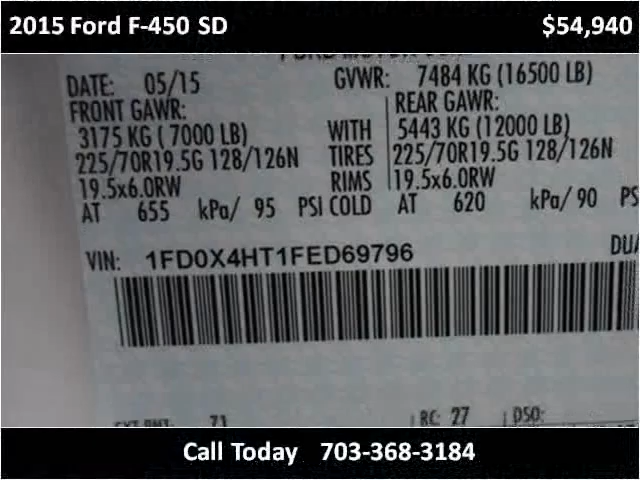 2015 Ford F-450 SD $54,940
DATE: 05/15 GVWR: 7484 KG (16500 LB)
FRONT GAWR: REAR GAWR:
3175 KG ( 7000 LB) WITH 5443 KG (12000 LB)
225/70R19.5G 128/126N TIRES 225/70R19.5G 128/126N
19.5x6.0RW RIMS 19.5x6.0RW
AT 655 kPa/ 95 PSI COLD AT 620 kPa/ 90 PS
VIN: 1FD0X4HT1FED69796 DUA
71 RC: 27 DSO:
Call Today 703-368-3184